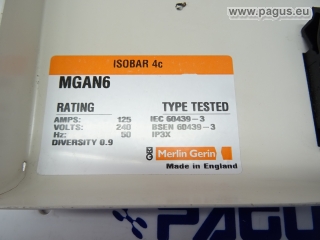 www.pagus.eu
ISOBAR 4c
MGAN6
RATING TYPE TESTED
AMPS: 125 IEC 60439-3
VOLTS: 240 BSEN 60439-3
Hz: 50 IP3X
DIVERSITY 0.9
Merlin Gerin
Made in England
PAGUS